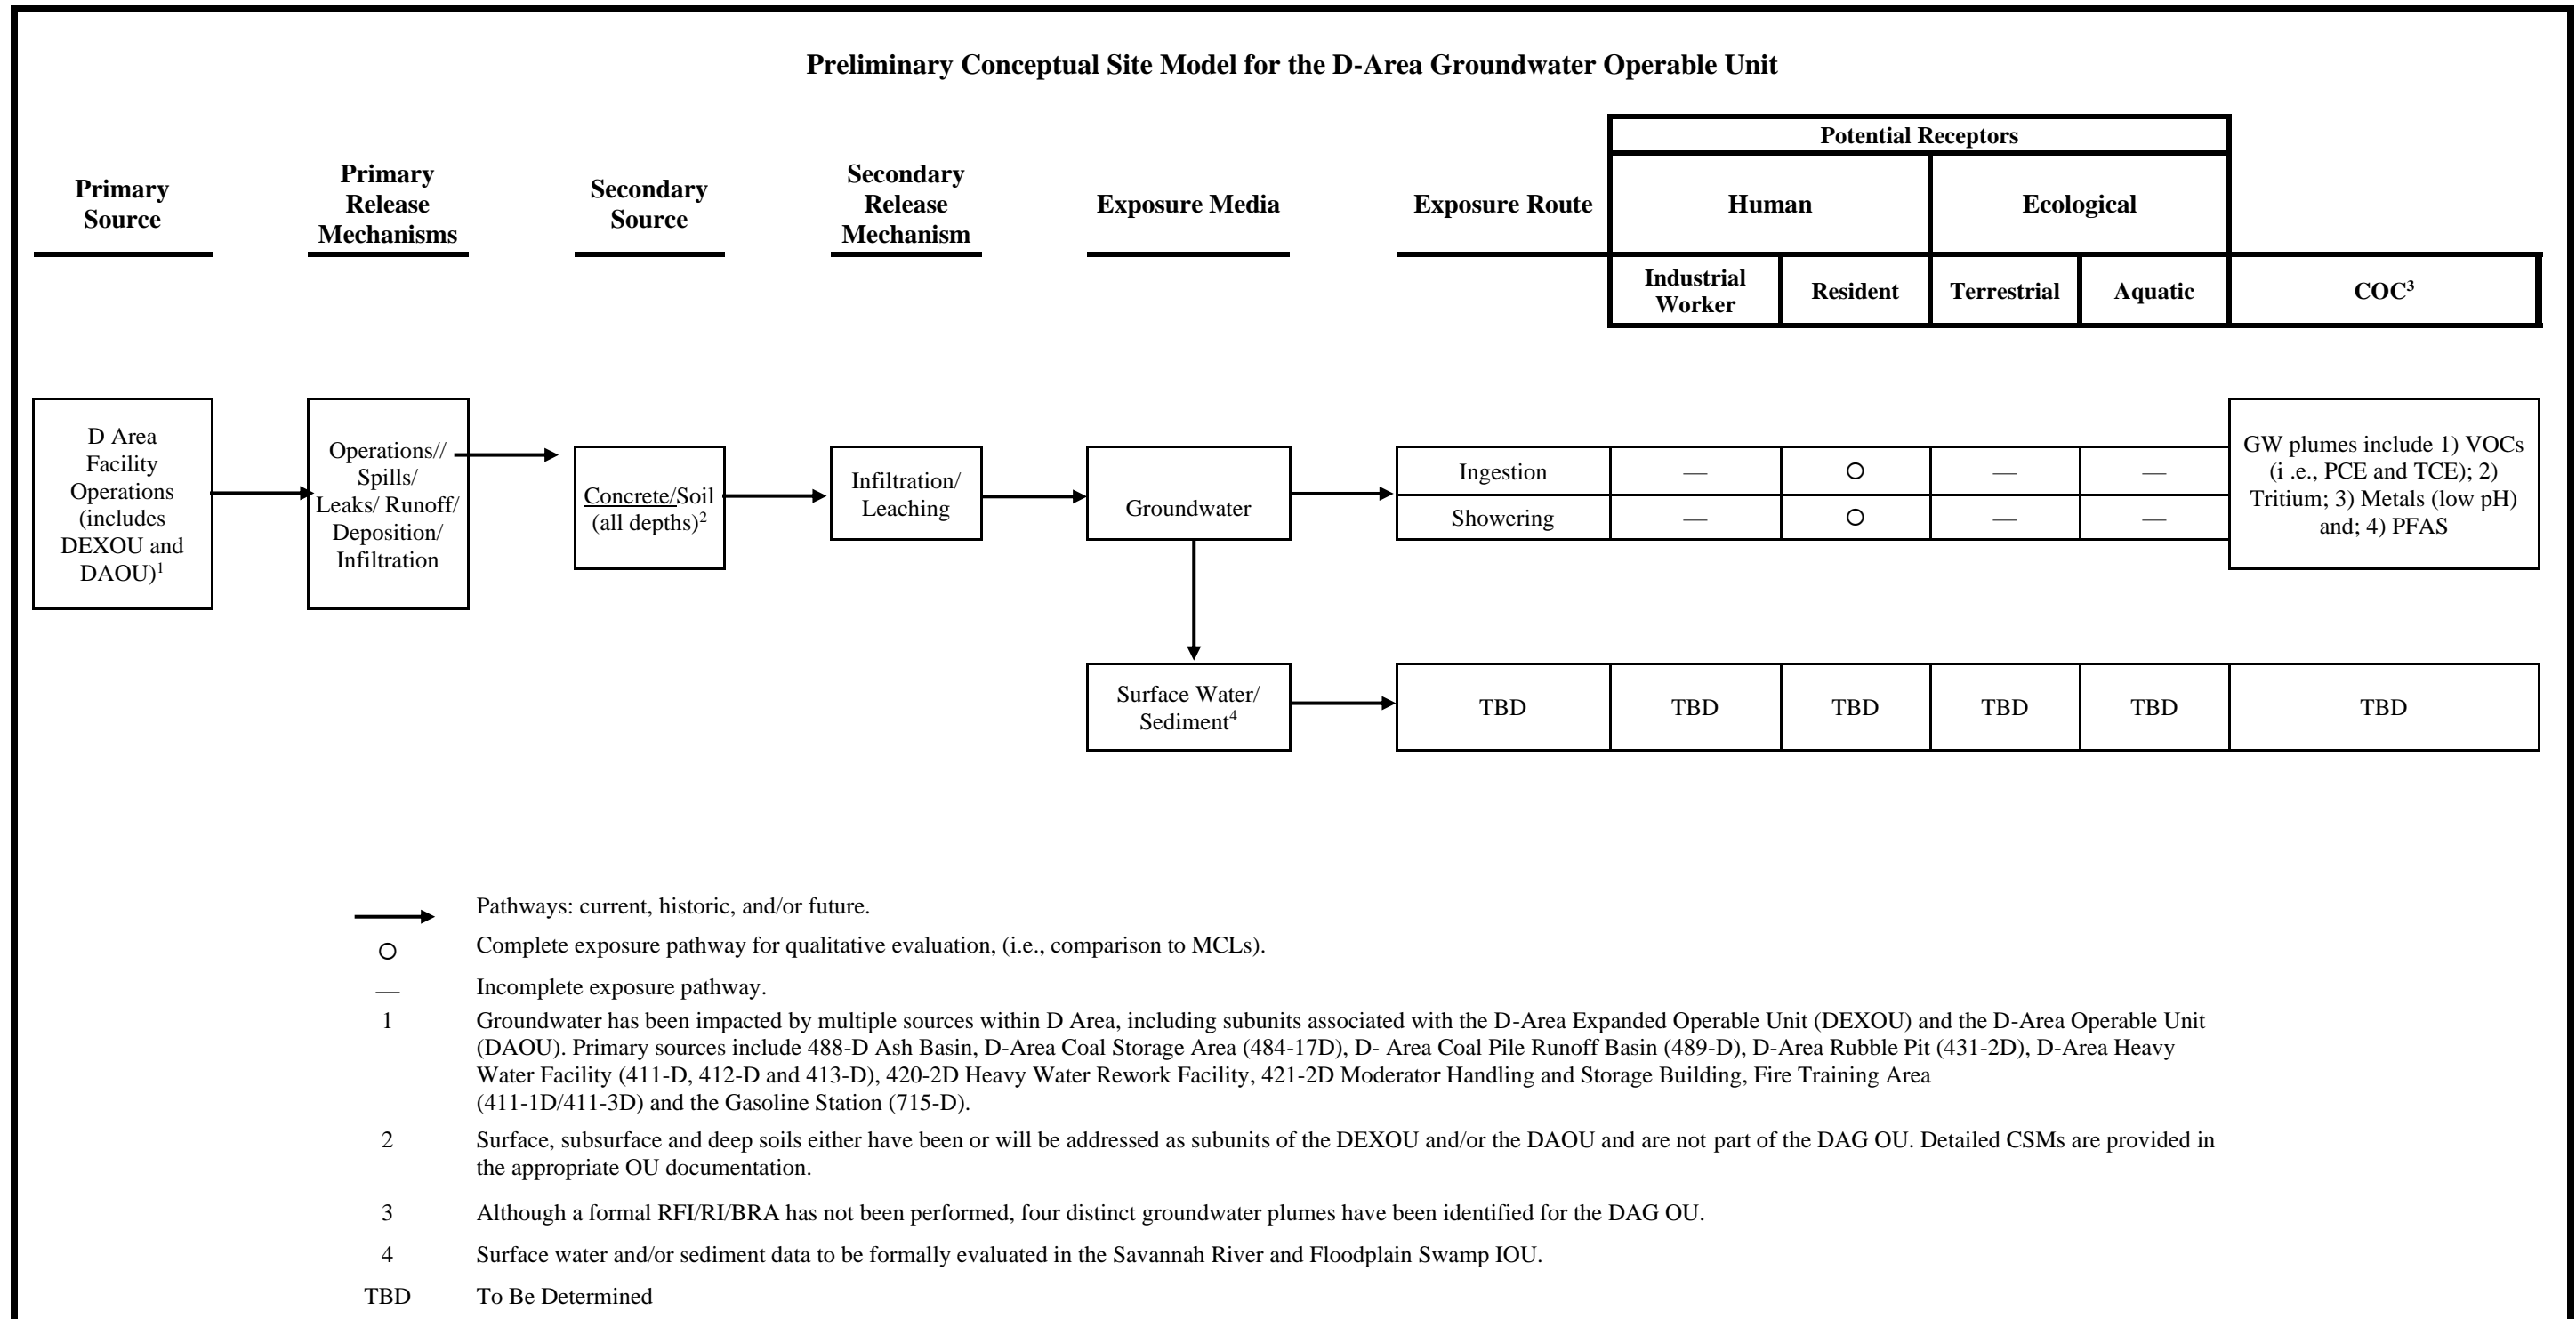 Preliminary Conceptual Site Model for the D-Area Groundwater Operable Unit
Potential Receptors
Primary
Source
Primary
Release
Mechanisms
Secondary
Source
Secondary
Release
Mechanism
Exposure Media
Exposure Route
Human
Ecological
Industrial
Worker
Resident
Terrestrial
Aquatic
COC3
D Area
Facility
Operations
(includes
DEXOU and
DAOU)1
Operations//
Spills/
Leaks/ Runoff/
Deposition/
Infiltration
Concrete/Soil
(all depths)2
Infiltration/
Leaching
Groundwater
Ingestion — ○ — —
Showering — ○ — —
GW plumes include 1) VOCs
(i .e., PCE and TCE); 2)
Tritium; 3) Metals (low pH)
and; 4) PFAS
Surface Water/
Sediment4
TBD TBD TBD TBD TBD TBD
Pathways: current, historic, and/or future.
○ Complete exposure pathway for qualitative evaluation, (i.e., comparison to MCLs).
— Incomplete exposure pathway.
1 Groundwater has been impacted by multiple sources within D Area, including subunits associated with the D-Area Expanded Operable Unit (DEXOU) and the D-Area Operable Unit
(DAOU). Primary sources include 488-D Ash Basin, D-Area Coal Storage Area (484-17D), D- Area Coal Pile Runoff Basin (489-D), D-Area Rubble Pit (431-2D), D-Area Heavy
Water Facility (411-D, 412-D and 413-D), 420-2D Heavy Water Rework Facility, 421-2D Moderator Handling and Storage Building, Fire Training Area
(411-1D/411-3D) and the Gasoline Station (715-D).
2 Surface, subsurface and deep soils either have been or will be addressed as subunits of the DEXOU and/or the DAOU and are not part of the DAG OU. Detailed CSMs are provided in
the appropriate OU documentation.
3 Although a formal RFI/RI/BRA has not been performed, four distinct groundwater plumes have been identified for the DAG OU.
4 Surface water and/or sediment data to be formally evaluated in the Savannah River and Floodplain Swamp IOU.
TBD To Be Determined